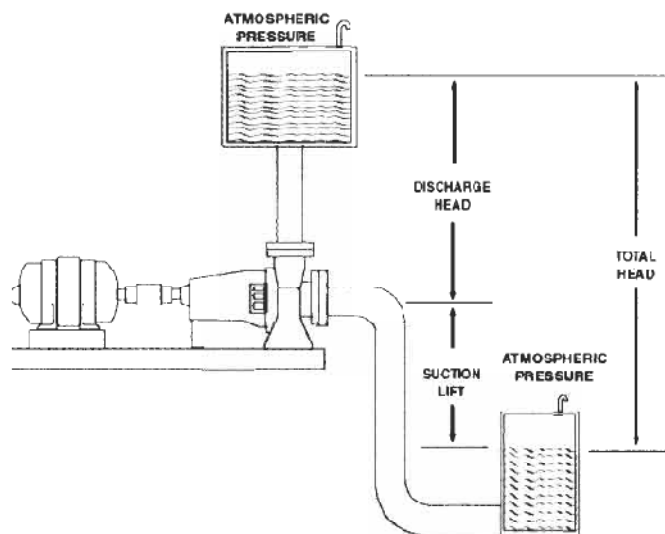 ATMOSPHERIC
PRESSURE
DISCHARGE
HEAD
TOTAL
HEAD
SUCTION
LIFT
ATMOSPHERIC
PRESSURE